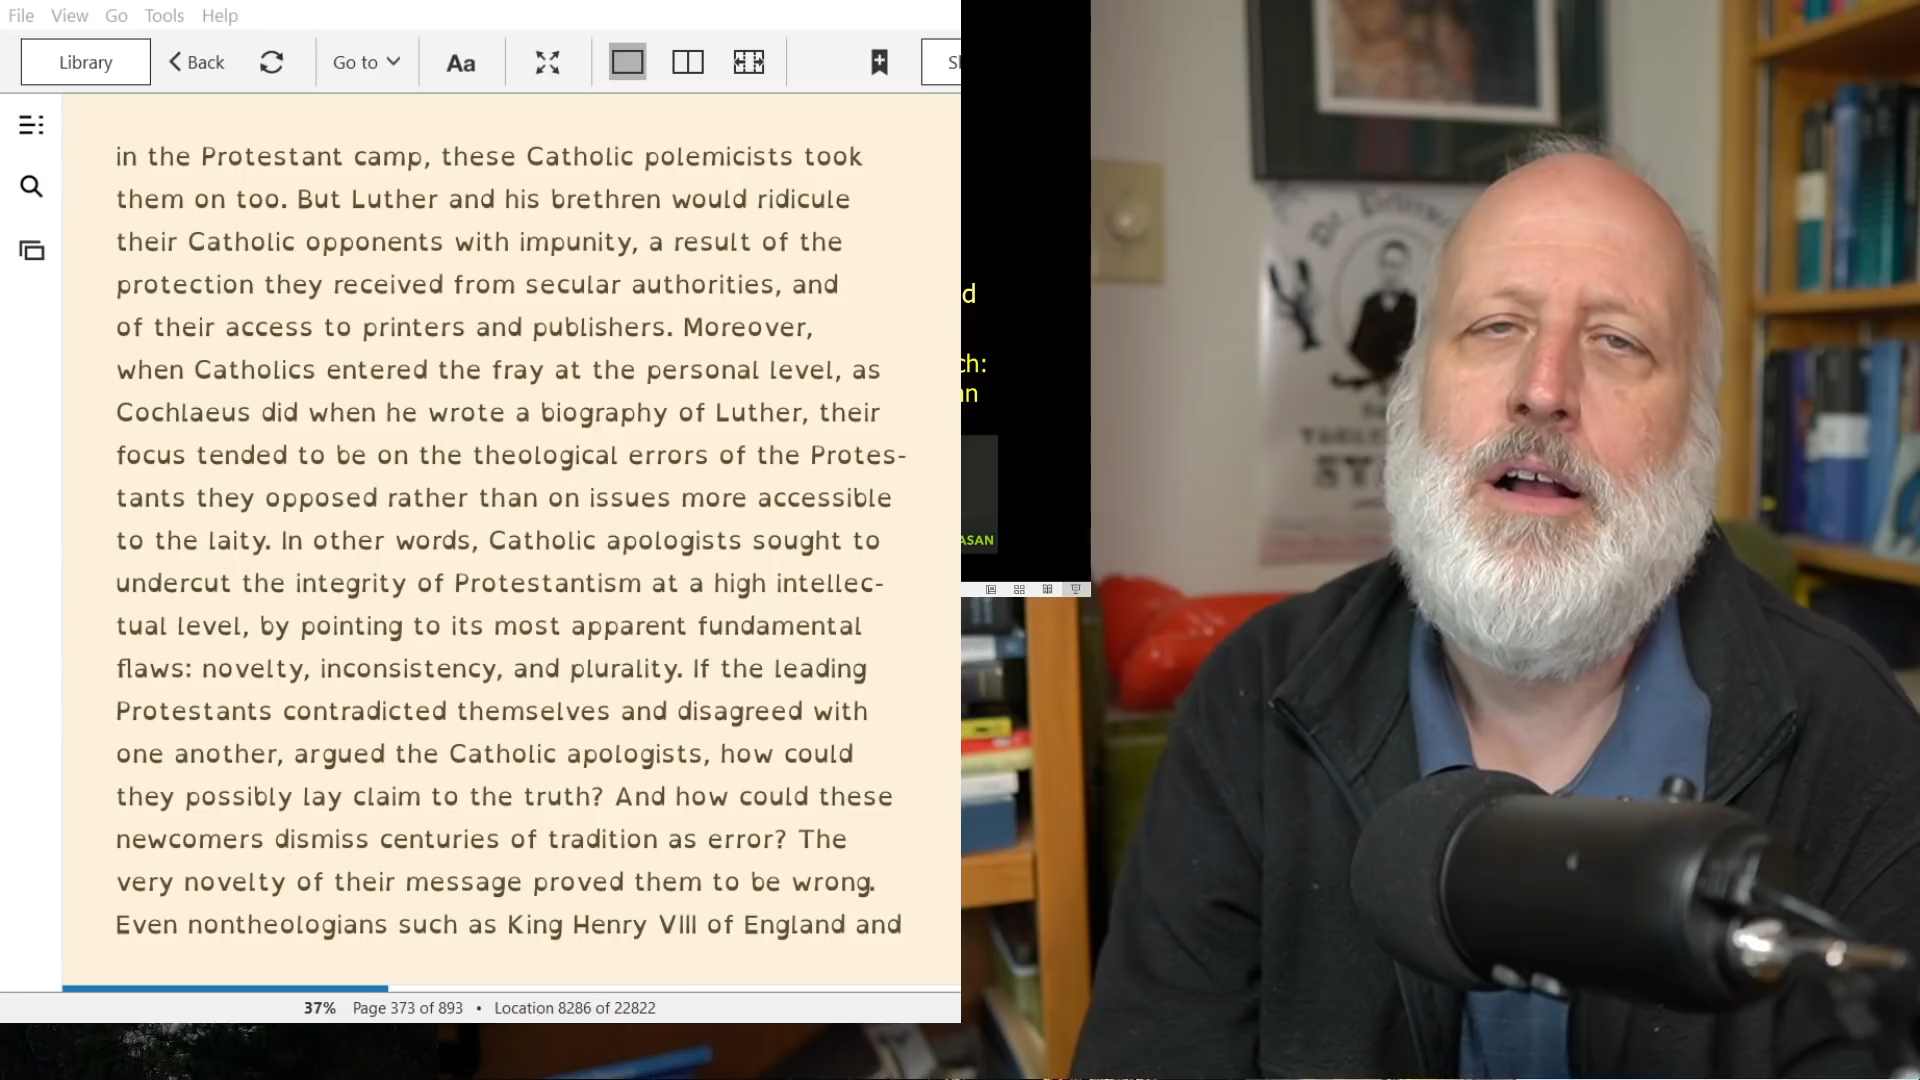 File View Go Tools Help
Library Back Go to Aa
in the Protestant camp, these Catholic polemicists took
them on too. But Luther and his brethren would ridicule
their Catholic opponents with impunity, a result of the
protection they received from secular authorities, and
of their access to printers and publishers. Moreover,
when Catholics entered the fray at the personal level, as
Cochlaeus did when he wrote a biography of Luther, their
focus tended to be on the theological errors of the Protes-
tants they opposed rather than on issues more accessible
to the laity. In other words, Catholic apologists sought to
undercut the integrity of Protestantism at a high intellec-
tual level, by pointing to its most apparent fundamental
flaws: novelty, inconsistency, and plurality. If the leading
Protestants contradicted themselves and disagreed with
one another, argued the Catholic apologists, how could
they possibly lay claim to the truth? And how could these
newcomers dismiss centuries of tradition as error? The
very novelty of their message proved them to be wrong.
Even nontheologians such as King Henry VIII of England and
37% Page 373 of 893 • Location 8286 of 22822
d
ch:
an
ASAN